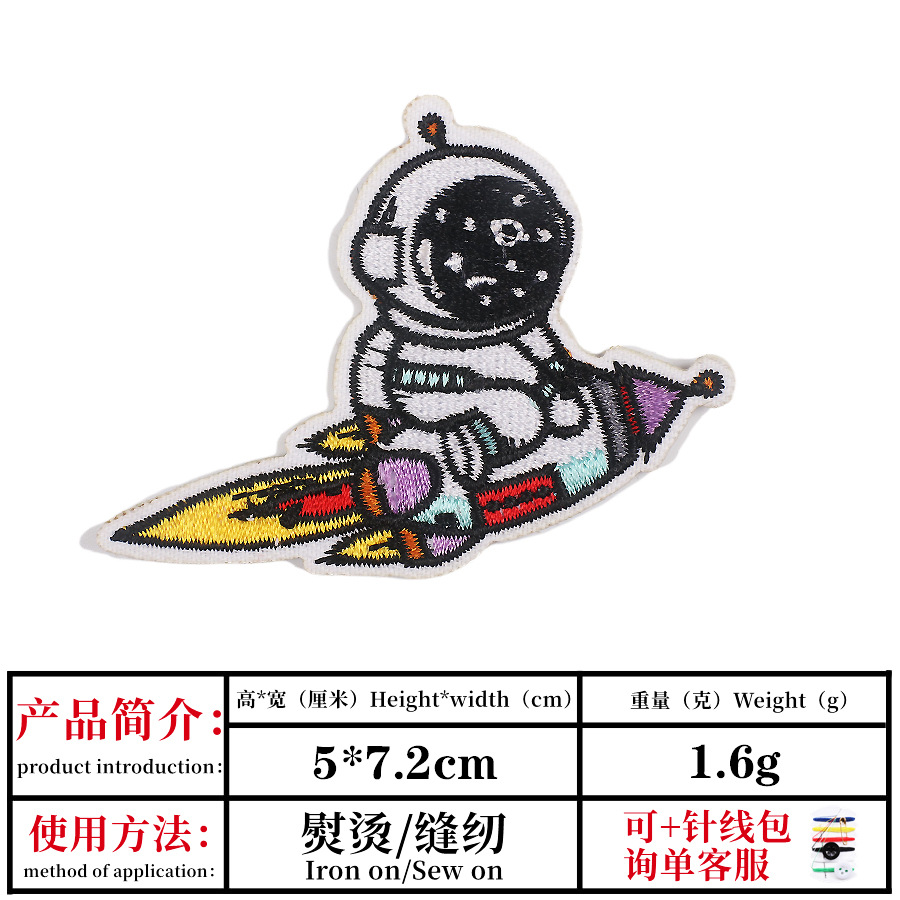 产品简介：
product introduction:
高*宽（厘米）Height*width（cm）
重量（克）Weight（g）
5*7.2cm
1.6g
使用方法：
method of application:
熨烫/缝纫
Iron on/Sew on
可+针线包
询单客服